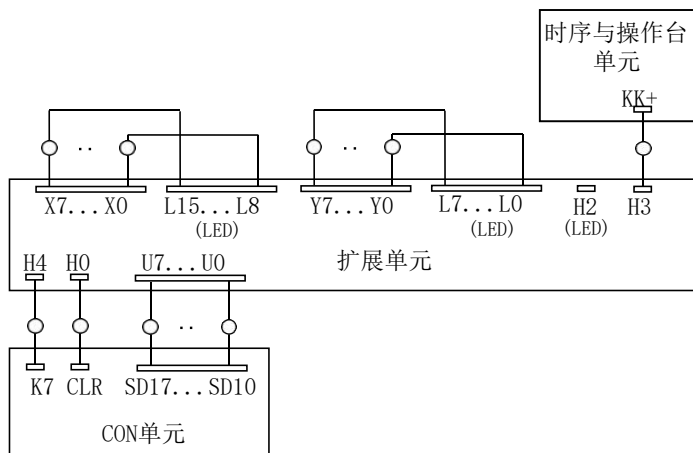 时序与操作台
单元
KK+
X7...X0 L15...L8 Y7...Y0 L7...L0 H2 H3
(LED) (LED) (LED)
H4 H0 U7...U0 扩展单元
K7 CLR SD17...SD10
CON单元